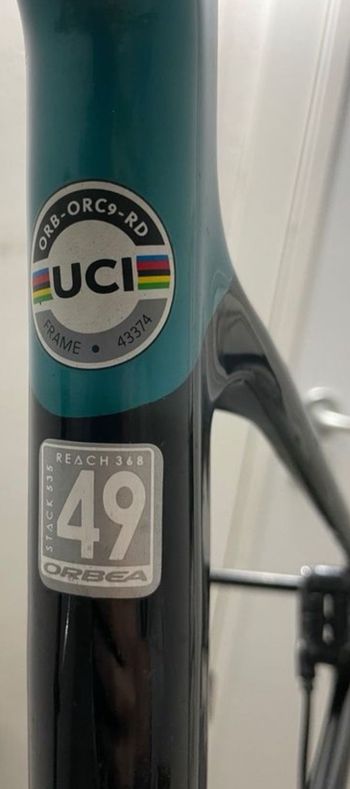 ORB-ORC9-RD
UCI
FRAME • 43374
REACH 368
STACK 535
49
ORBEA